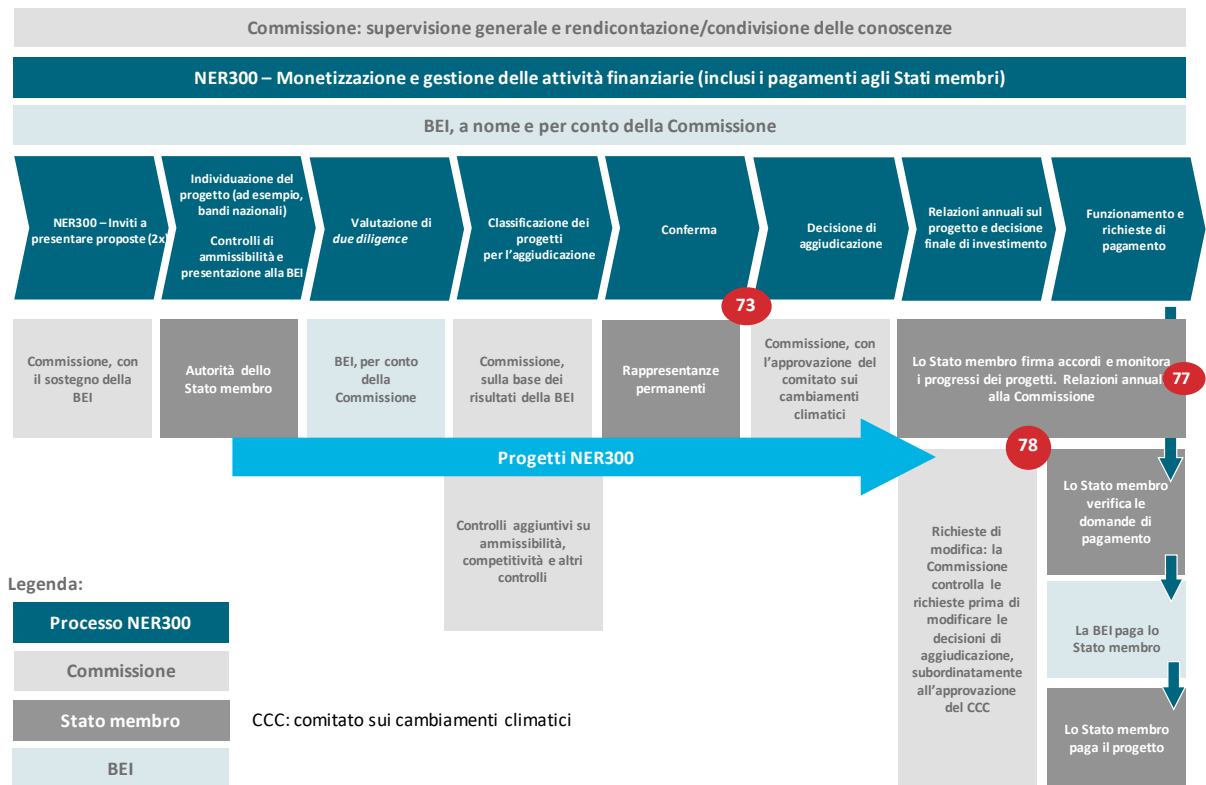 Commissione: supervisione generale e rendicontazione/condivisione delle conoscenze
NER300 – Monetizzazione e gestione delle attività finanziarie (inclusi i pagamenti agli Stati membri)
BEI, a nome e per conto della Commissione
NER300 – Inviti a
presentare proposte (2x
Individuazione del
progetto (ad esempio,
bandi nazionali)
Controlli di
ammissibilità e
presentazione alla BEI
Valutazione di
due diligence
Classificazione dei
progetti
per l'aggiudicazione
Conferma
Decisione di
aggiudicazione
Relazioni annuali sul
progetto e decisione
finale di investimento
Funzionamento e
richieste di
pagamento
73
Commissione, con
il sostegno della
BEI
Autorità dello
Stato membro
BEI, per conto
della
Commissione
Commissione,
sulla base dei
risultati della BEI
Rappresentanze
permanenti
Commissione, con
l'approvazione del
comitato sui
cambiamenti
climatici
Lo Stato membro firma accordi e monitora
i progressi dei progetti. Relazioni annual
alla Commissione
77
78
Progetti NER300
Controlli aggiuntivi su
ammissibilità,
competitività e altri
controlli
Richieste di
modifica: la
Commissione
controlla le
richieste prima di
modificare le
decisioni di
aggiudicazione,
subordinatamente
all'approvazione
del CCC
Lo Stato membro
verifica le
domande di
pagamento
La BEI paga lo
Stato membro
Lo Stato membro
paga il progetto
Legenda:
Processo NER300
Commissione
Stato membro
BEI
CCC: comitato sui cambiamenti climatici